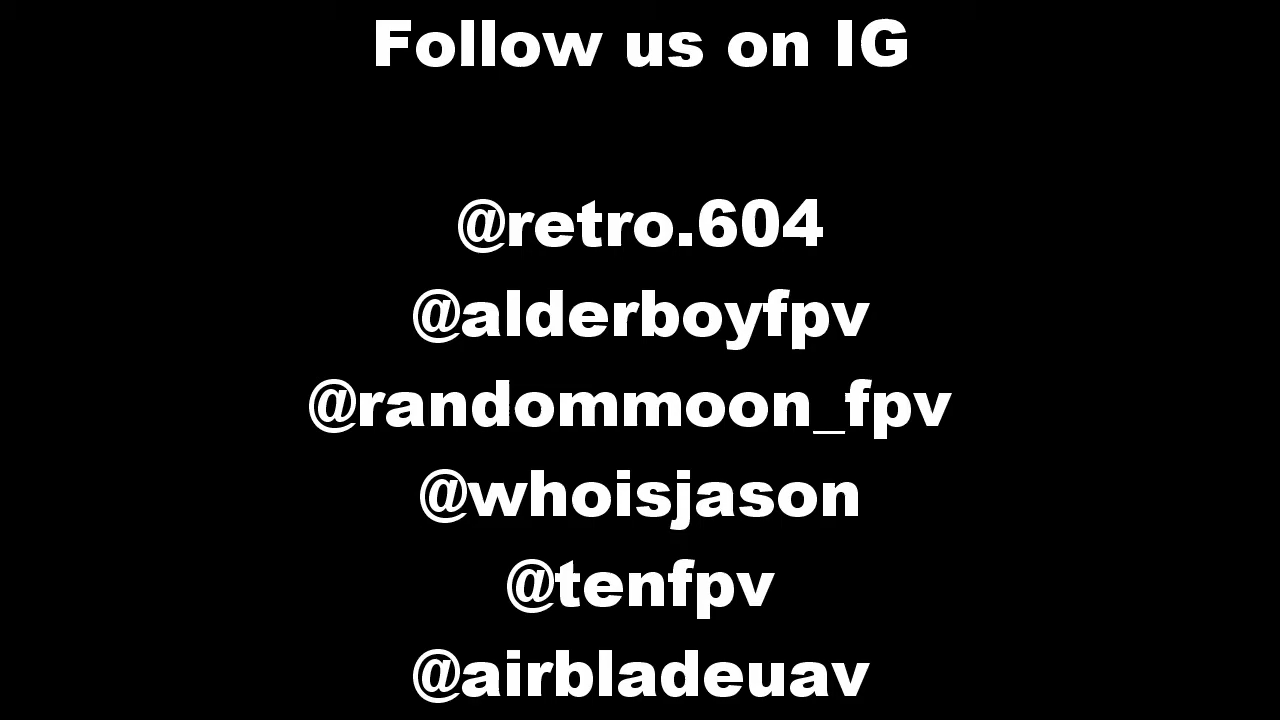 Follow us on IG
@retro.604
@alderboyfpv
@randommoon_fpv
@whoisjason
@tenfpv
@airbladeuav